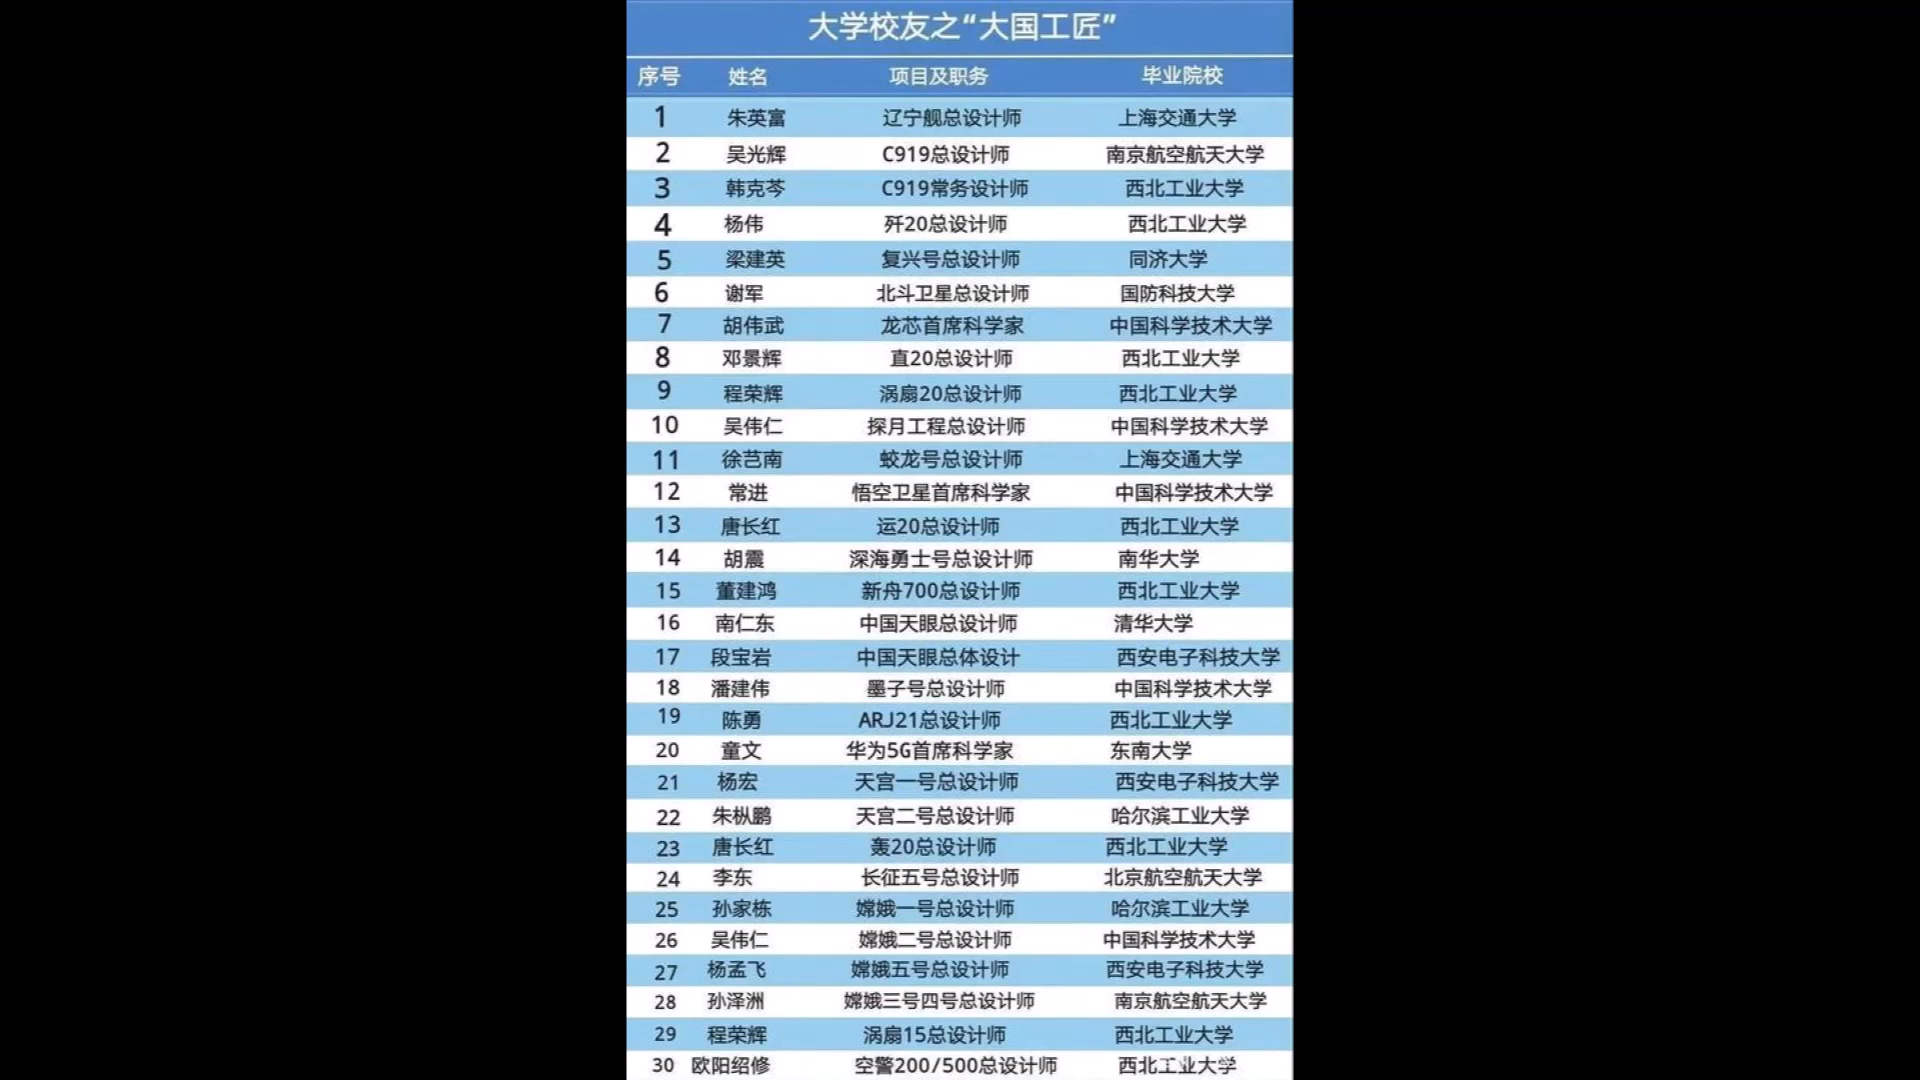 大学校友之“大国工匠”
序号 姓名 项目及职务 毕业院校
1 朱英富 辽宁舰总设计师 上海交通大学
2 吴光辉 C919总设计师 南京航空航天大学
3 韩克芩 C919常务设计师 西北工业大学
4 杨伟 歼20总设计师 西北工业大学
5 梁建英 复兴号总设计师 同济大学
6 谢军 北斗卫星总设计师 国防科技大学
7 胡伟武 龙芯首席科学家 中国科学技术大学
8 邓景辉 直20总设计师 西北工业大学
9 程荣辉 涡扇20总设计师 西北工业大学
10 吴伟仁 探月工程总设计师 中国科学技术大学
11 徐芑南 蛟龙号总设计师 上海交通大学
12 常进 悟空卫星首席科学家 中国科学技术大学
13 唐长红 运20总设计师 西北工业大学
14 胡震 深海勇士号总设计师 南华大学
15 董建鸿 新舟700总设计师 西北工业大学
16 南仁东 中国天眼总设计师 清华大学
17 段宝岩 中国天眼总体设计 西安电子科技大学
18 潘建伟 墨子号总设计师 中国科学技术大学
19 陈勇 ARJ21总设计师 西北工业大学
20 童文 华为5G首席科学家 东南大学
21 杨宏 天宫一号总设计师 西安电子科技大学
22 朱枞鹏 天宫二号总设计师 哈尔滨工业大学
23 唐长红 轰20总设计师 西北工业大学
24 李东 长征五号总设计师 北京航空航天大学
25 孙家栋 嫦娥一号总设计师 哈尔滨工业大学
26 吴伟仁 嫦娥二号总设计师 中国科学技术大学
27 杨孟飞 嫦娥五号总设计师 西安电子科技大学
28 孙泽洲 嫦娥三号四号总设计师 南京航空航天大学
29 程荣辉 涡扇15总设计师 西北工业大学
30 欧阳绍修 空警200/500总设计师 西北工业大学